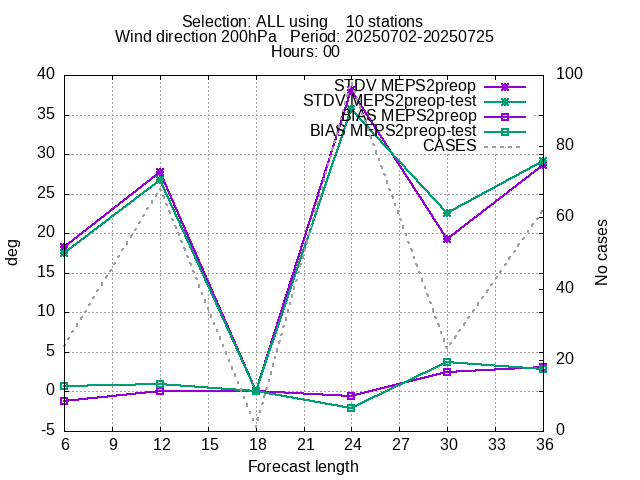 Selection: ALL using    10 stations
Wind direction 200hPa   Period: 20250702-20250725
Hours: 00
STDV MEPS2preop
STDV MEPS2preop-test
BIAS MEPS2preop
BIAS MEPS2preop-test
CASES
40
35
30
25
20
15
10
5
0
-5
100
80
60
40
20
0
deg
No cases
6 9 12 15 18 21 24 27 30 33 36
Forecast length